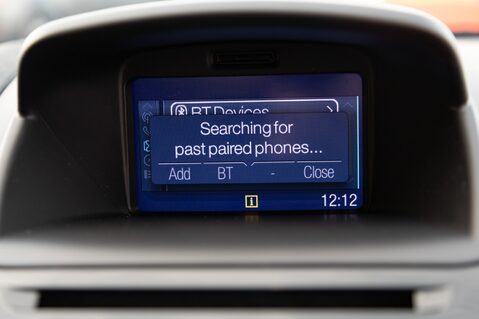 BT Devices
Searching for
past paired phones...
Add BT - Close
i 12:12